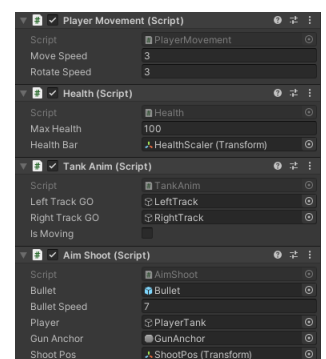 Player Movement (Script)
Script PlayerMovement
Move Speed 3
Rotate Speed 3
Health (Script)
Script Health
Max Health 100
Health Bar HealthScaler (Transform)
Tank Anim (Script)
Script TankAnim
Left Track GO LeftTrack
Right Track GO RightTrack
Is Moving
Aim Shoot (Script)
Script AimShoot
Bullet Bullet
Bullet Speed 7
Player PlayerTank
Gun Anchor GunAnchor
Shoot Pos ShootPos (Transform)